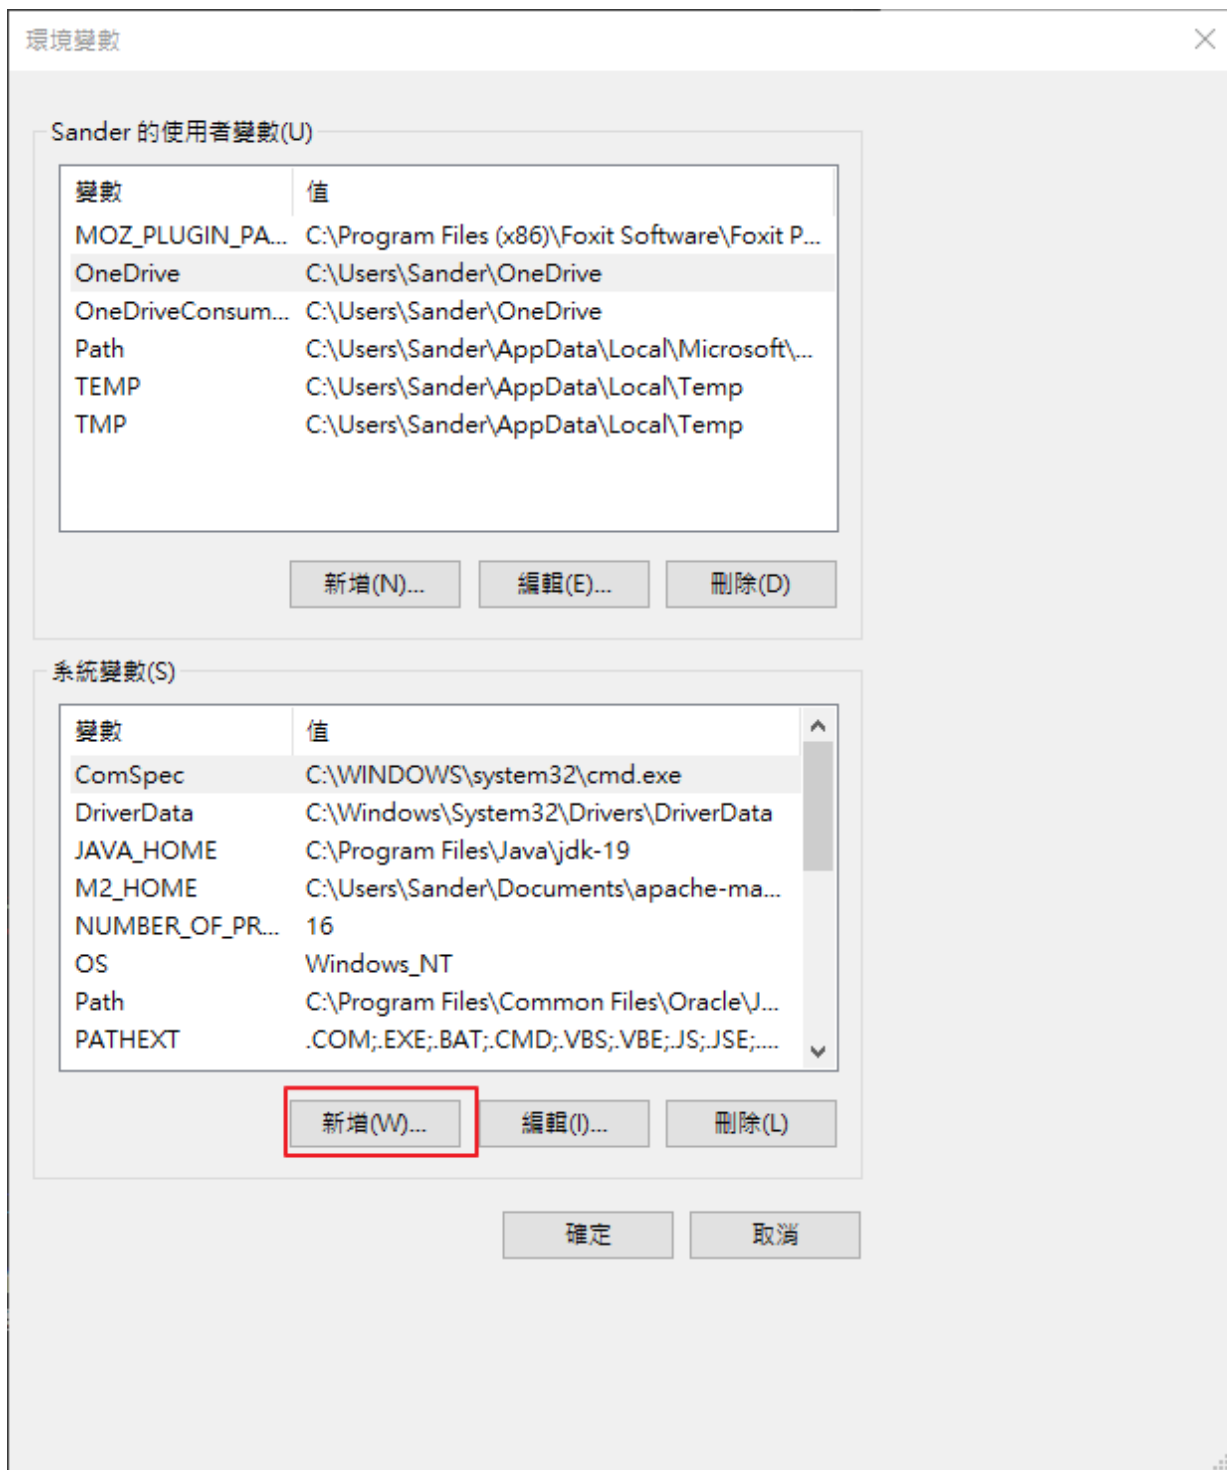 環境變數
Sander 的使用者變數(U)
變數 值
MOZ_PLUGIN_PA... C:\Program Files (x86)\Foxit Software\Foxit P...
OneDrive C:\Users\Sander\OneDrive
OneDriveConsum... C:\Users\Sander\OneDrive
Path C:\Users\Sander\AppData\Local\Microsoft\...
TEMP C:\Users\Sander\AppData\Local\Temp
TMP C:\Users\Sander\AppData\Local\Temp
新增(N)... 編輯(E)... 刪除(D)
系統變數(S)
變數 值
ComSpec C:\WINDOWS\system32\cmd.exe
DriverData C:\Windows\System32\Drivers\DriverData
JAVA_HOME C:\Program Files\Java\jdk-19
M2_HOME C:\Users\Sander\Documents\apache-ma...
NUMBER_OF_PR... 16
OS Windows_NT
Path C:\Program Files\Common Files\Oracle\J...
PATHEXT .COM;.EXE;.BAT;.CMD;.VBS;.VBE;.JS;.JSE;....
新增(W)... 編輯(I)... 刪除(L)
確定 取消